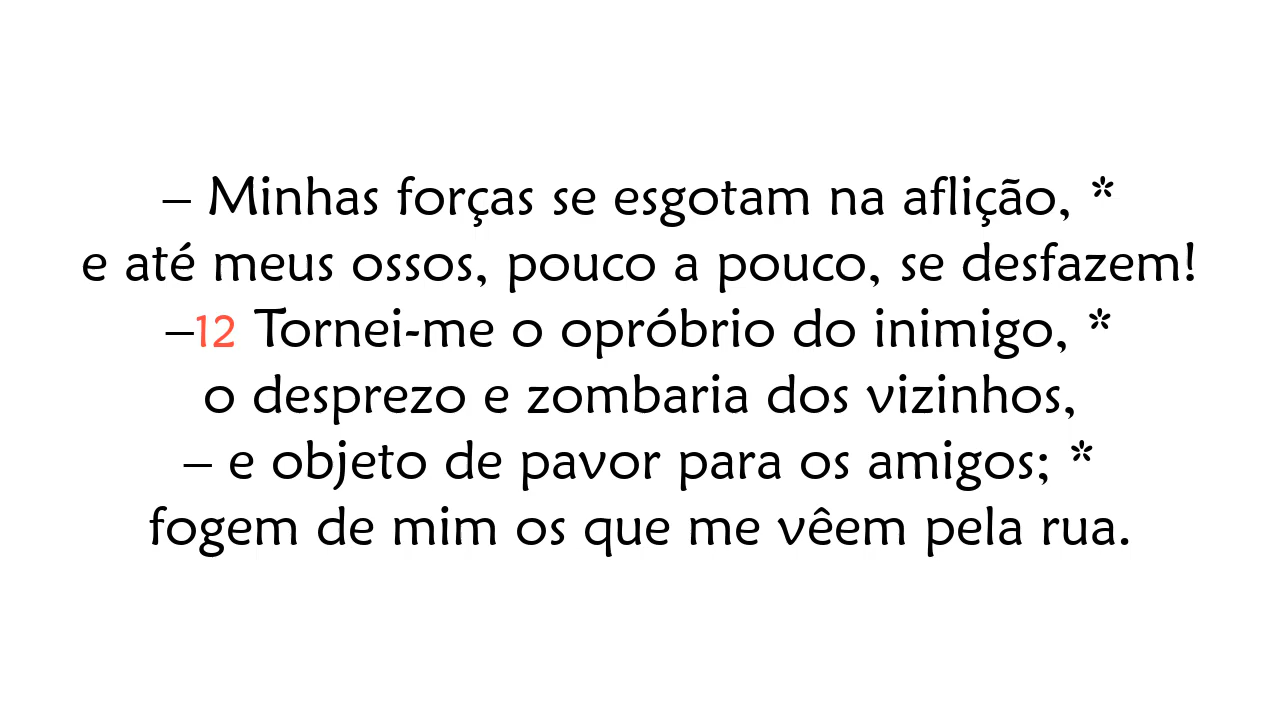 – Minhas forças se esgotam na aflição, *
e até meus ossos, pouco a pouco, se desfazem!
–12 Tornei-me o opróbrio do inimigo, *
o desprezo e zombaria dos vizinhos,
– e objeto de pavor para os amigos; *
fogem de mim os que me vêem pela rua.